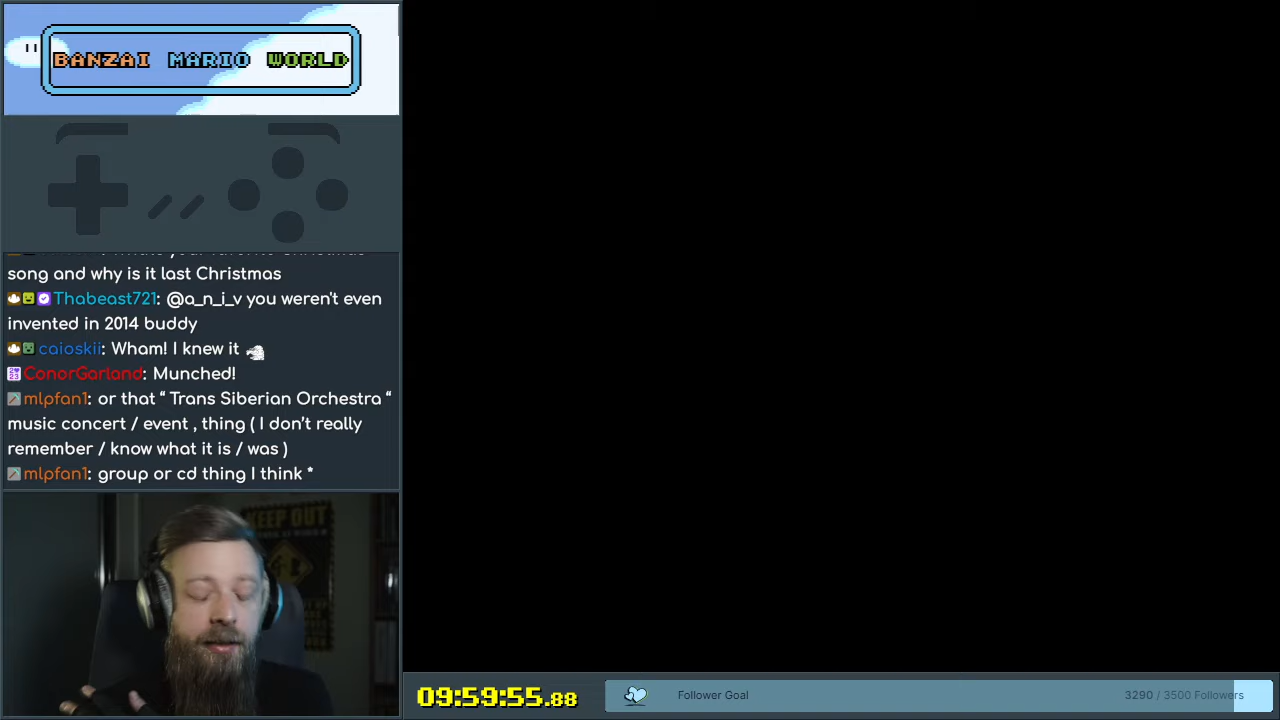 BANZAI MARIO WORLD
song and why is it last Christmas
Thabeast721: @a_n_i_v you weren't even
invented in 2014 buddy
caioskii: Wham! I knew it
ConorGarland: Munched!
mlpfan1: or that “ Trans Siberian Orchestra “
music concert / event , thing ( I don’t really
remember / know what it is / was )
mlpfan1: group or cd thing I think *
KEEP OUT
09:59:55.88
Follower Goal
3290 / 3500 Followers